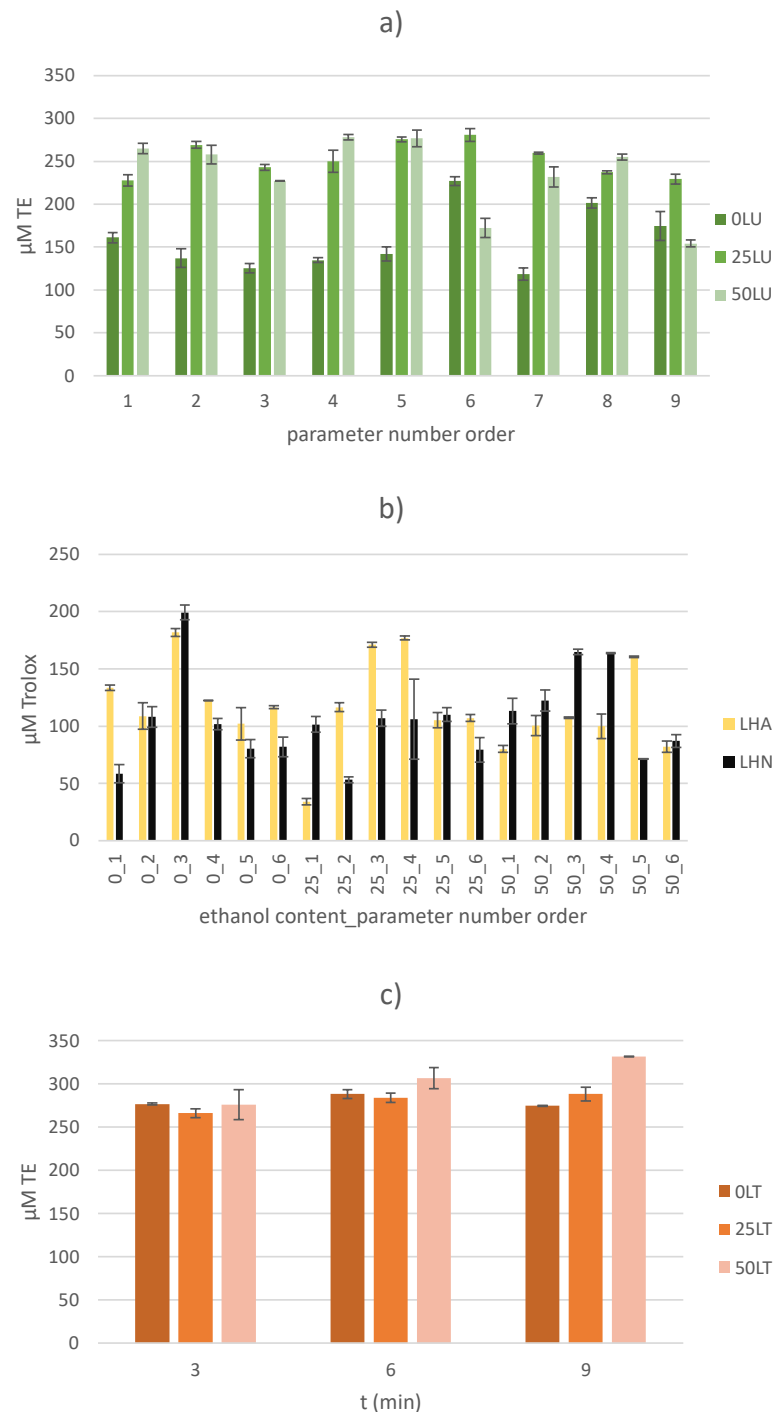 a)
350
300
250
200
150
100
50
0
µM TE
1 2 3 4 5 6 7 8 9
parameter number order
0LU
25LU
50LU
b)
250
200
150
100
50
0
µM Trolox
0_1 0_2 0_3 0_4 0_5 0_6 25_1 25_2 25_3 25_4 25_5 25_6 50_1 50_2 50_3 50_4 50_5 50_6
ethanol content_parameter number order
LHA
LHN
c)
350
300
250
200
150
100
50
0
µM TE
3 6 9
t (min)
0LT
25LT
50LT